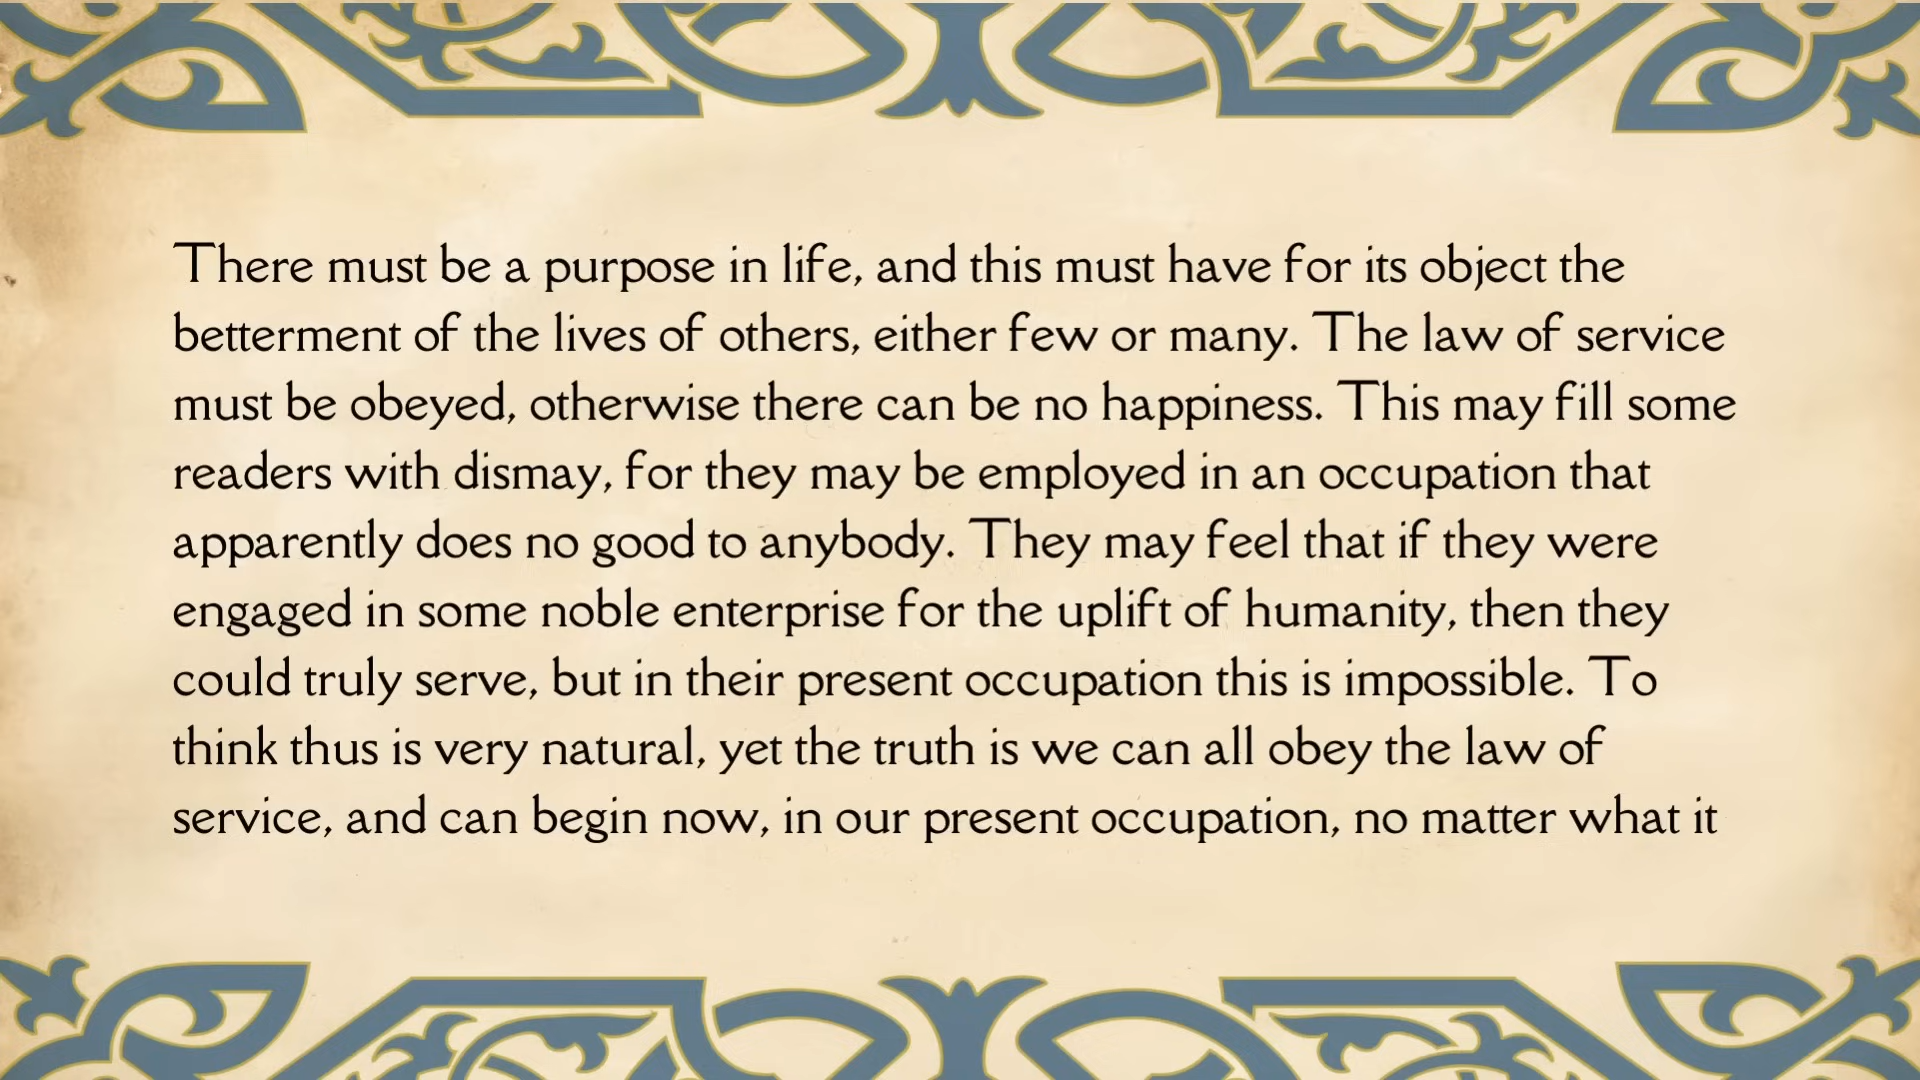 There must be a purpose in life, and this must have for its object the
betterment of the lives of others, either few or many. The law of service
must be obeyed, otherwise there can be no happiness. This may fill some
readers with dismay, for they may be employed in an occupation that
apparently does no good to anybody. They may feel that if they were
engaged in some noble enterprise for the uplift of humanity, then they
could truly serve, but in their present occupation this is impossible. To
think thus is very natural, yet the truth is we can all obey the law of
service, and can begin now, in our present occupation, no matter what it